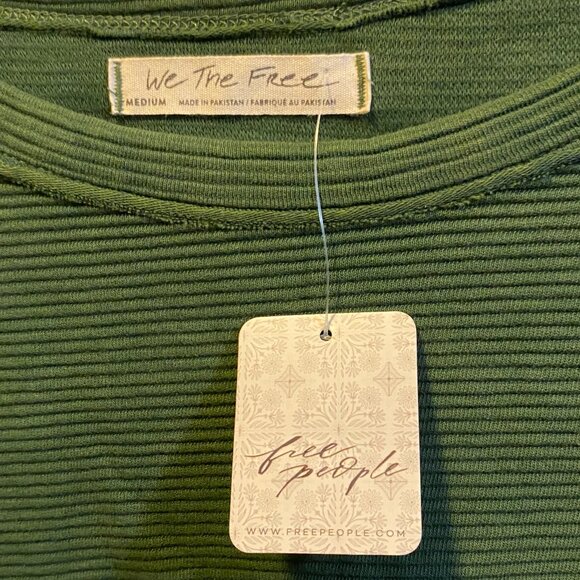 We The Free
MEDIUM MADE IN PAKISTAN / FABRIQUÉ AU PAKISTAN
free
people
WWW.FREEPEOPLE.COM